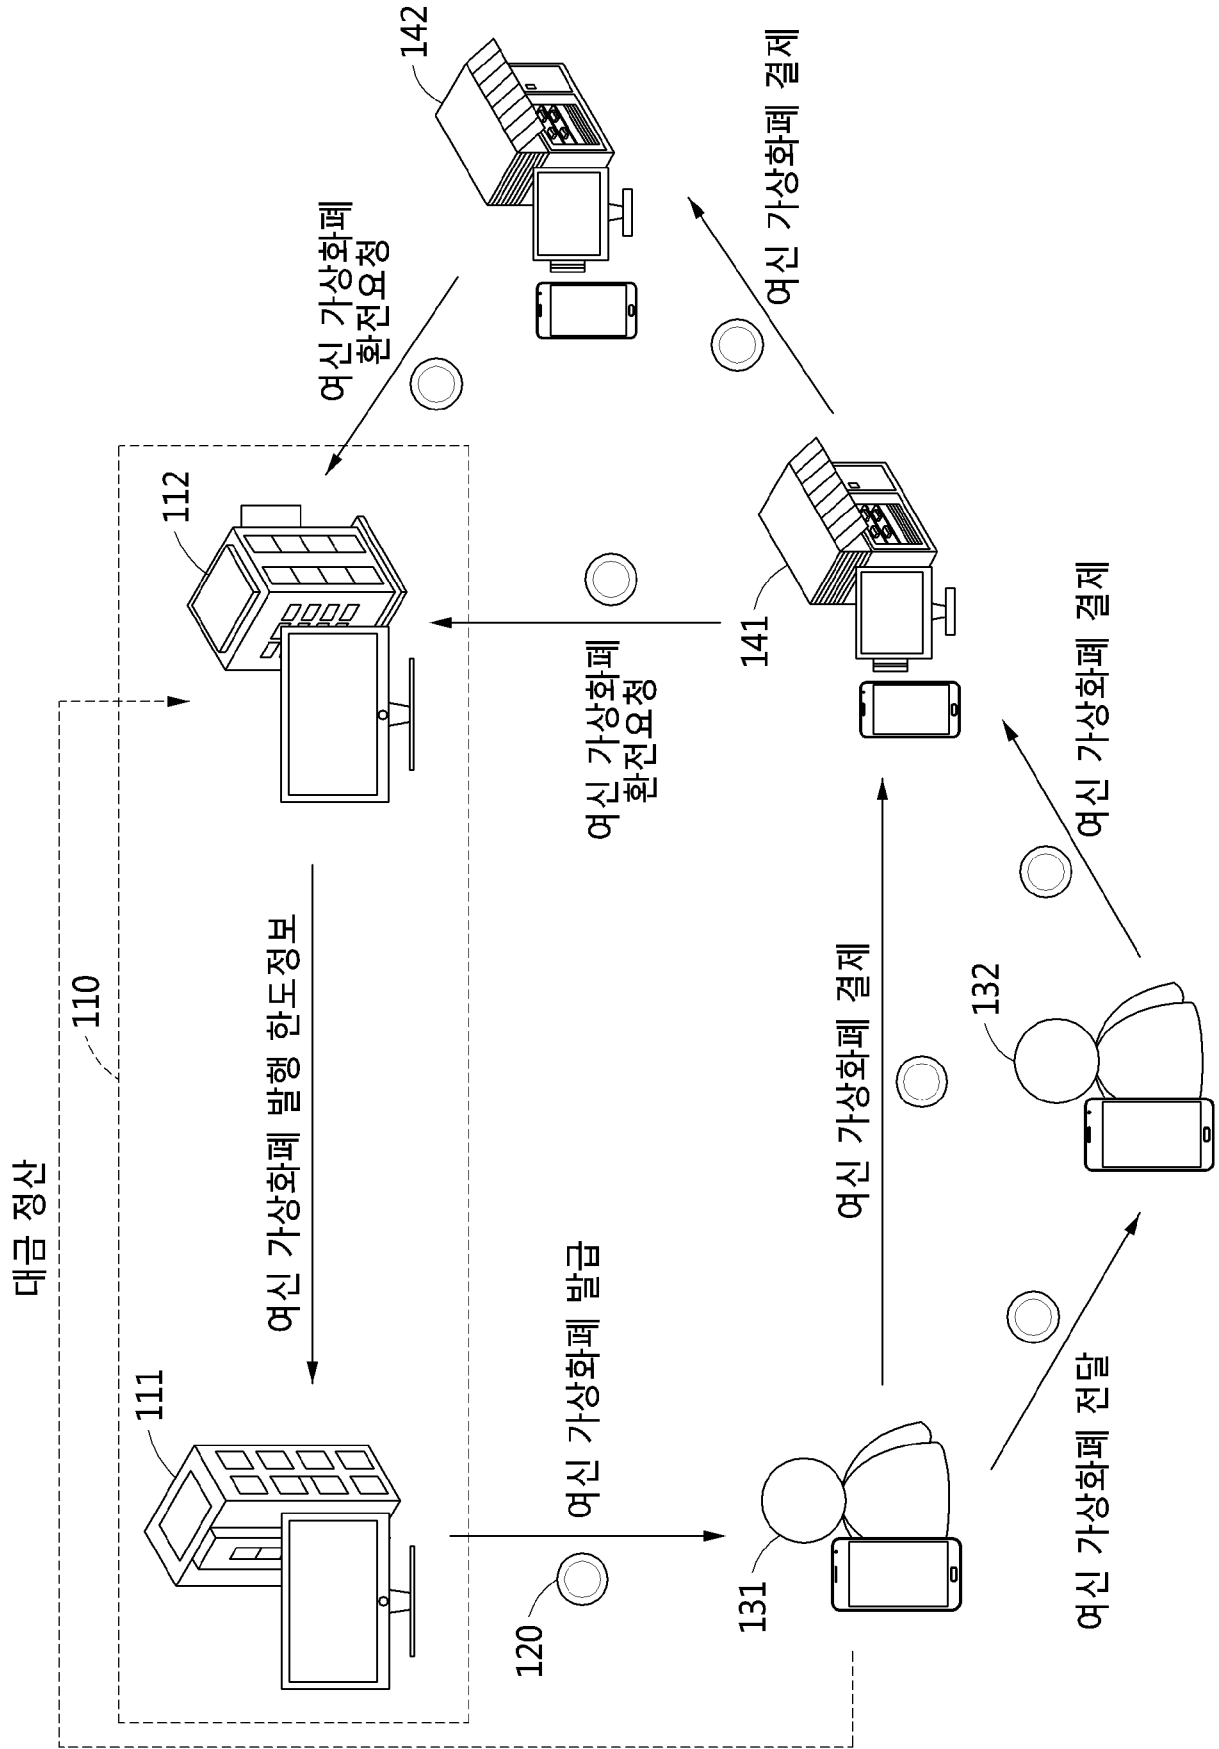 대금 정산
110
111
112
여신 가상화폐 발행 한도정보
여신 가상화폐
환전요청
142
120
여신 가상화폐 발급
여신 가상화폐
환전요청
여신 가상화폐 결제
131
여신 가상화폐 결제
141
여신 가상화폐 전달
132
여신 가상화폐 결제